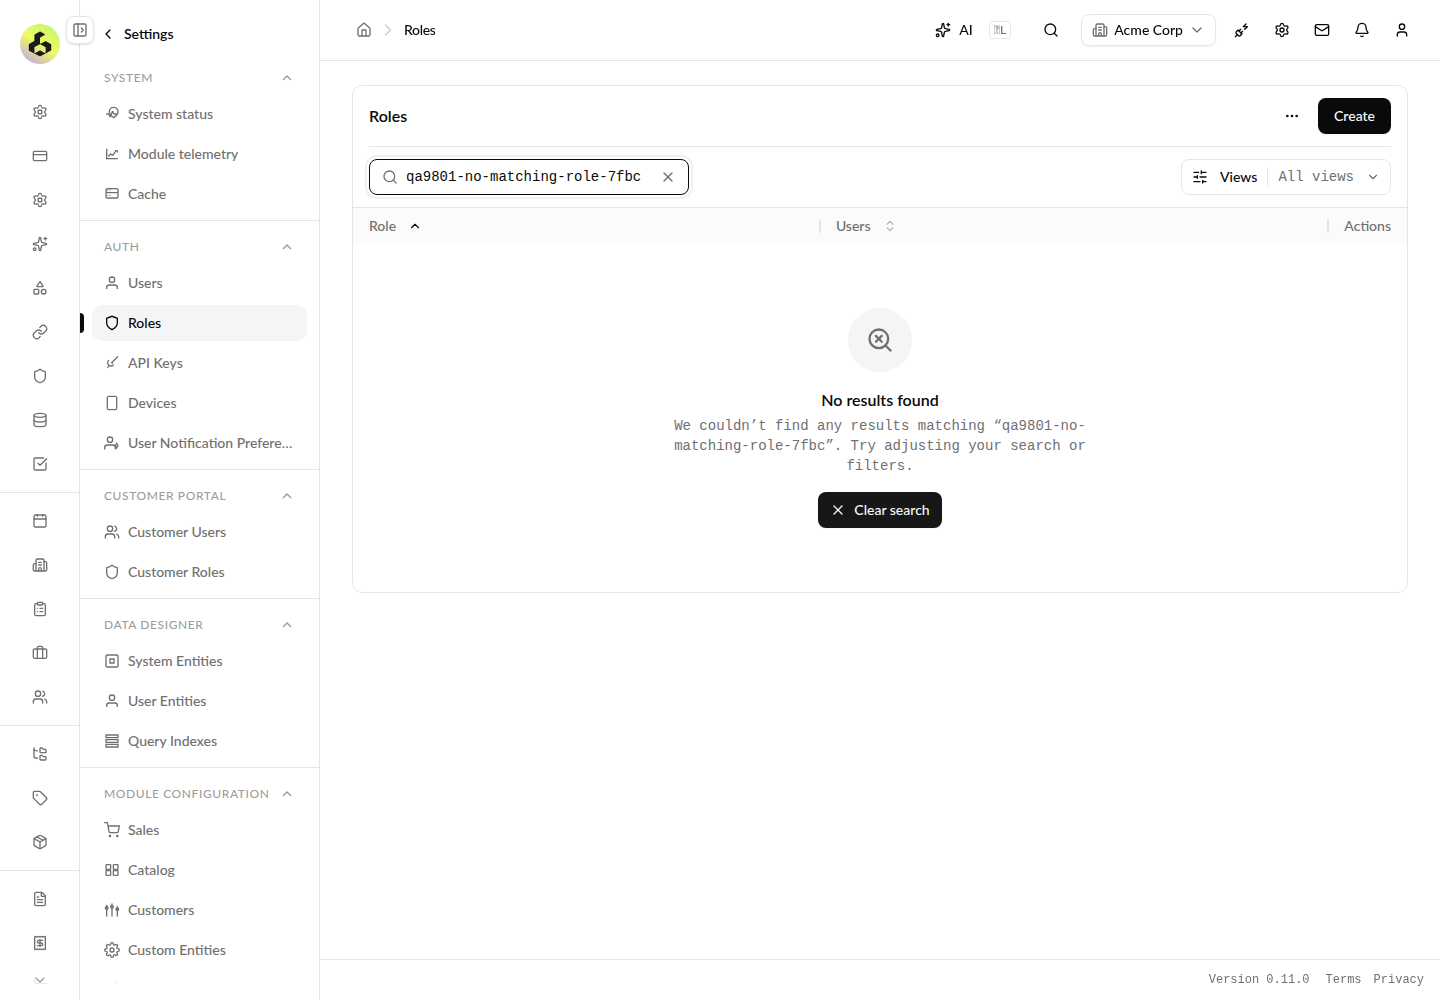 Settings
Roles
AI
L
Acme Corp
SYSTEM
System status
Module telemetry
Cache
AUTH
Users
Roles
API Keys
Devices
User Notification Prefere...
CUSTOMER PORTAL
Customer Users
Customer Roles
DATA DESIGNER
System Entities
User Entities
Query Indexes
MODULE CONFIGURATION
Sales
Catalog
Customers
Custom Entities
Roles
Create
qa9801-no-matching-role-7fbc
Views
All views
Role
Users
Actions
No results found
We couldn’t find any results matching “qa9801-no-
matching-role-7fbc”. Try adjusting your search or
filters.
Clear search
Version 0.11.0
Terms
Privacy